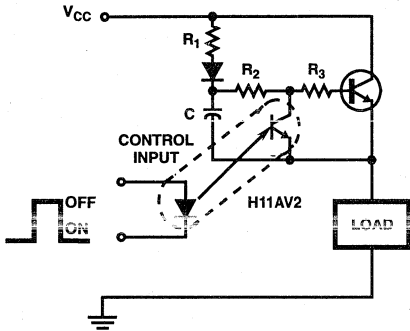 VCC
R1
R2
R3
C
CONTROL
INPUT
H11AV2
OFF
ON
LOAD